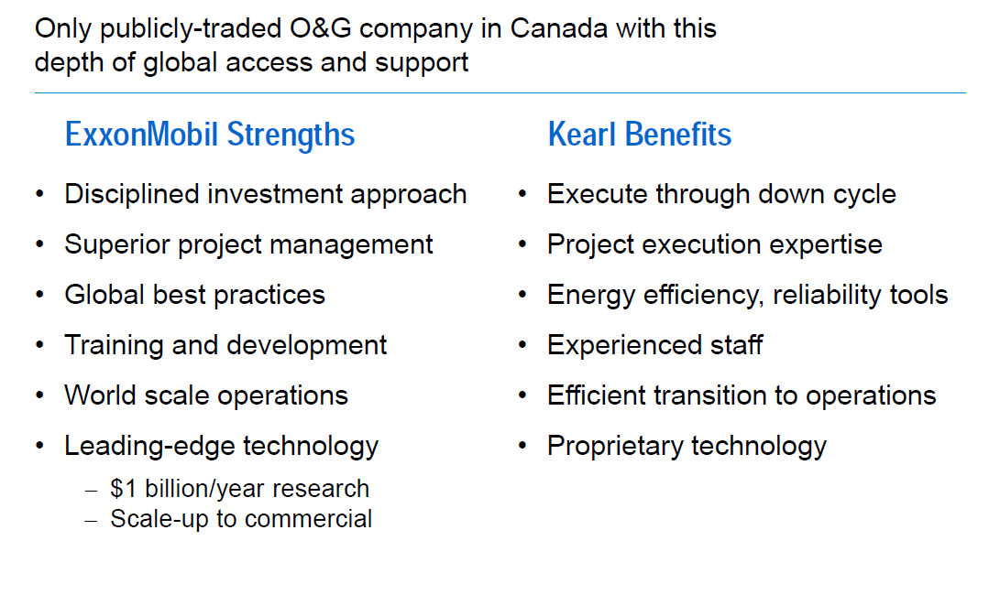 Only publicly-traded O&G company in Canada with this
depth of global access and support
ExxonMobil Strengths
• Disciplined investment approach
• Superior project management
• Global best practices
• Training and development
• World scale operations
• Leading-edge technology
– $1 billion/year research
– Scale-up to commercial
Kearl Benefits
• Execute through down cycle
• Project execution expertise
• Energy efficiency, reliability tools
• Experienced staff
• Efficient transition to operations
• Proprietary technology